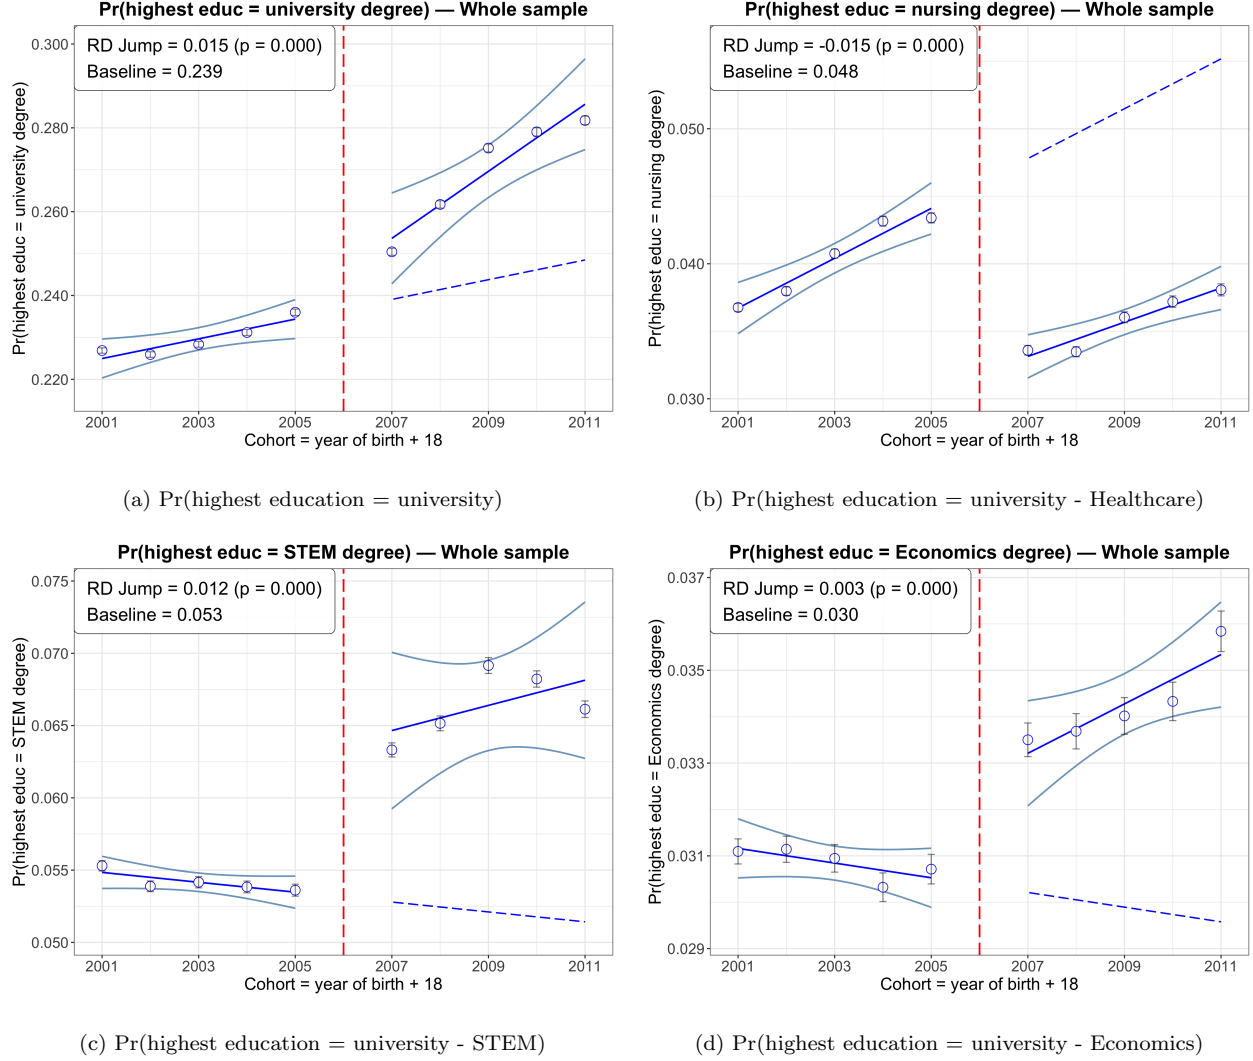 Pr(highest educ = university degree) — Whole sample
RD Jump = 0.015 (p = 0.000)
Baseline = 0.239
Pr(highest educ = university degree)
0.300
0.280
0.260
0.240
0.220
2001 2003 2005 2007 2009 2011
Cohort = year of birth + 18
(a) Pr(highest education = university)
Pr(highest educ = nursing degree) — Whole sample
RD Jump = -0.015 (p = 0.000)
Baseline = 0.048
Pr(highest educ = nursing degree)
0.050
0.040
0.030
2001 2003 2005 2007 2009 2011
Cohort = year of birth + 18
(b) Pr(highest education = university - Healthcare)
Pr(highest educ = STEM degree) — Whole sample
RD Jump = 0.012 (p = 0.000)
Baseline = 0.053
Pr(highest educ = STEM degree)
0.075
0.070
0.065
0.060
0.055
0.050
2001 2003 2005 2007 2009 2011
Cohort = year of birth + 18
(c) Pr(highest education = university - STEM)
Pr(highest educ = Economics degree) — Whole sample
RD Jump = 0.003 (p = 0.000)
Baseline = 0.030
Pr(highest educ = Economics degree)
0.037
0.035
0.033
0.031
0.029
2001 2003 2005 2007 2009 2011
Cohort = year of birth + 18
(d) Pr(highest education = university - Economics)